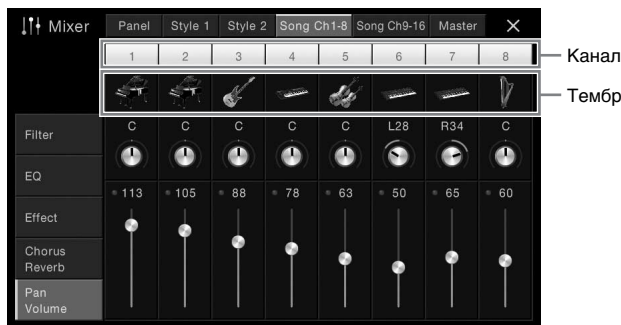 Mixer Panel Style 1 Style 2 Song Ch1-8 Song Ch9-16 Master ×
1 2 3 4 5 6 7 8 Канал
Тембр
Filter C C C C C L28 R34 C
EQ
113 105 88 78 63 50 65 60
Effect
Chorus
Reverb
Pan
Volume